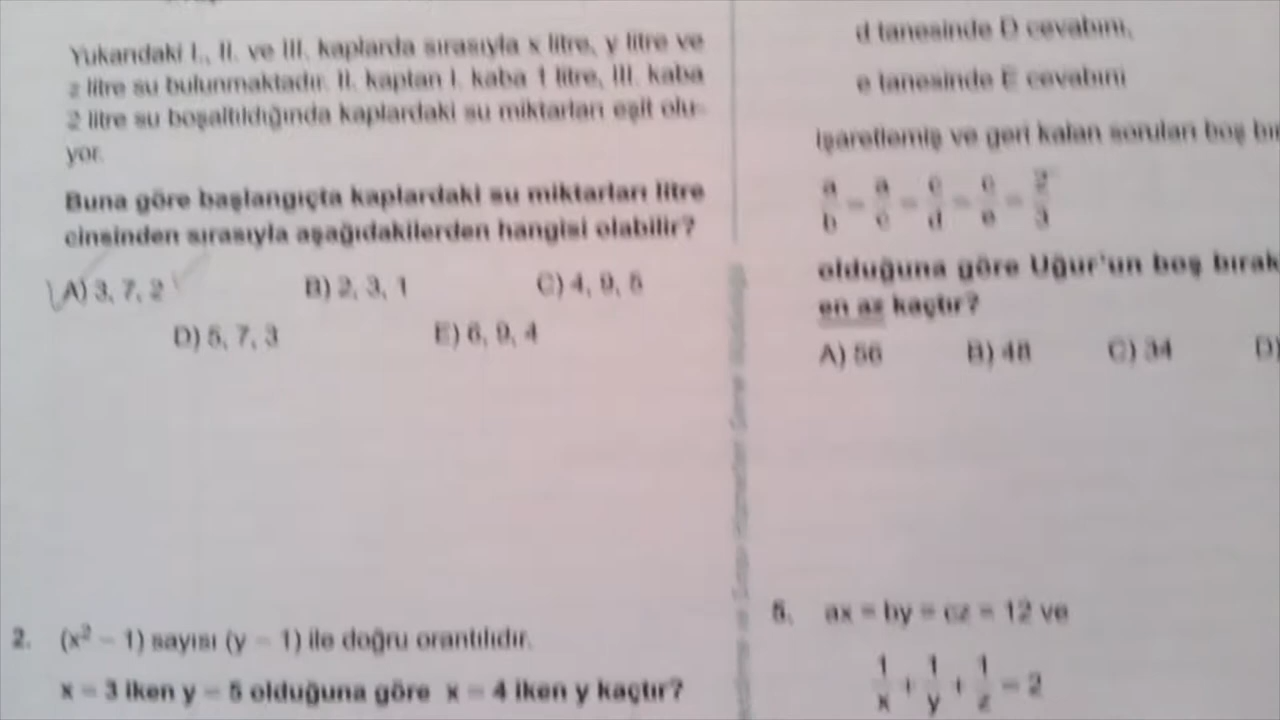 Yukarıdaki I., II. ve III. kaplarda sırasıyla x litre, y litre ve
z litre su bulunmaktadır. II. kaptan I. kaba 1 litre, III. kaba
2 litre su boşaltıldığında kaplardaki su miktarları eşit olu-
yor.
Buna göre başlangıçta kaplardaki su miktarları litre
cinsinden sırasıyla aşağıdakilerden hangisi olabilir?
A) 3, 7, 2 B) 2, 3, 1 C) 4, 9, 5
D) 5, 7, 3 E) 6, 9, 4
2. (x² - 1) sayısı (y - 1) ile doğru orantılıdır.
x = 3 iken y = 5 olduğuna göre x = 4 iken y kaçtır?
d tanesinde D cevabını,
e tanesinde E cevabını
işaretlemiş ve geri kalan soruları boş bır
a/b = a/c = c/d = c/e = 2/3
olduğuna göre Uğur'un boş bırak
en az kaçtır?
A) 56 B) 48 C) 34 D)
5. ax = by = cz = 12 ve
1/x + 1/y + 1/z = 2